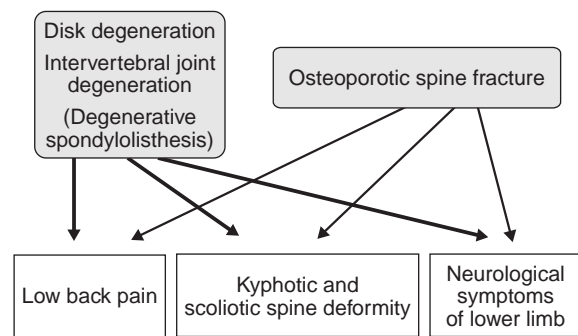 Disk degeneration
Intervertebral joint
degeneration
(Degenerative
spondylolisthesis)
Osteoporotic spine fracture
Low back pain
Kyphotic and
scoliotic spine deformity
Neurological
symptoms
of lower limb